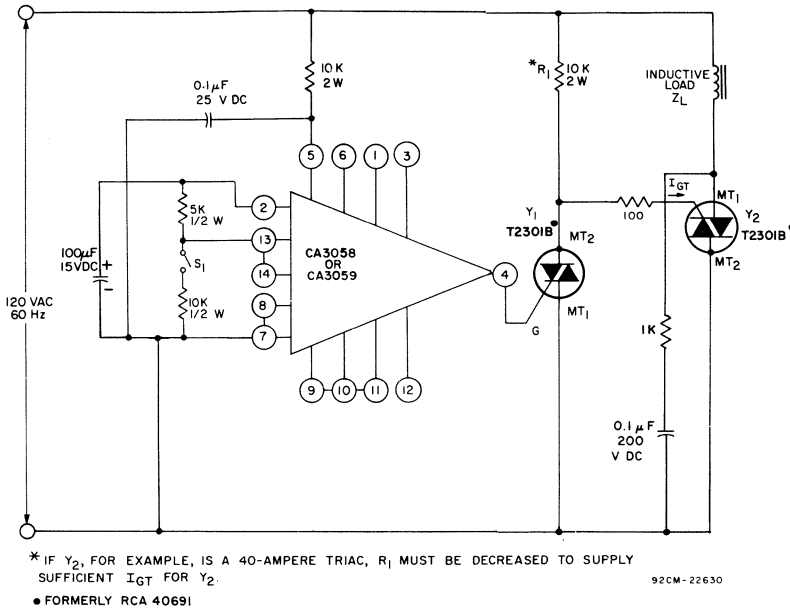 10 K
2 W
*R1 10 K
2 W
INDUCTIVE
LOAD
ZL
0.1 µF
25 V DC
5
6
1
3
IGT
MT1
Y2
T2301B•
MT2
5K
1/2 W
2
Y1
T2301B•
MT2
100
100µF
15VDC
+
-
13
S1
14
CA3058
OR
CA3059
4
120 VAC
60 Hz
10K
1/2 W
8
7
G
MT1
1K
9
10
11
12
0.1 µF
200
V DC
* IF Y2, FOR EXAMPLE, IS A 40-AMPERE TRIAC, R1 MUST BE DECREASED TO SUPPLY
SUFFICIENT IGT FOR Y2.
92CM-22630
• FORMERLY RCA 40691